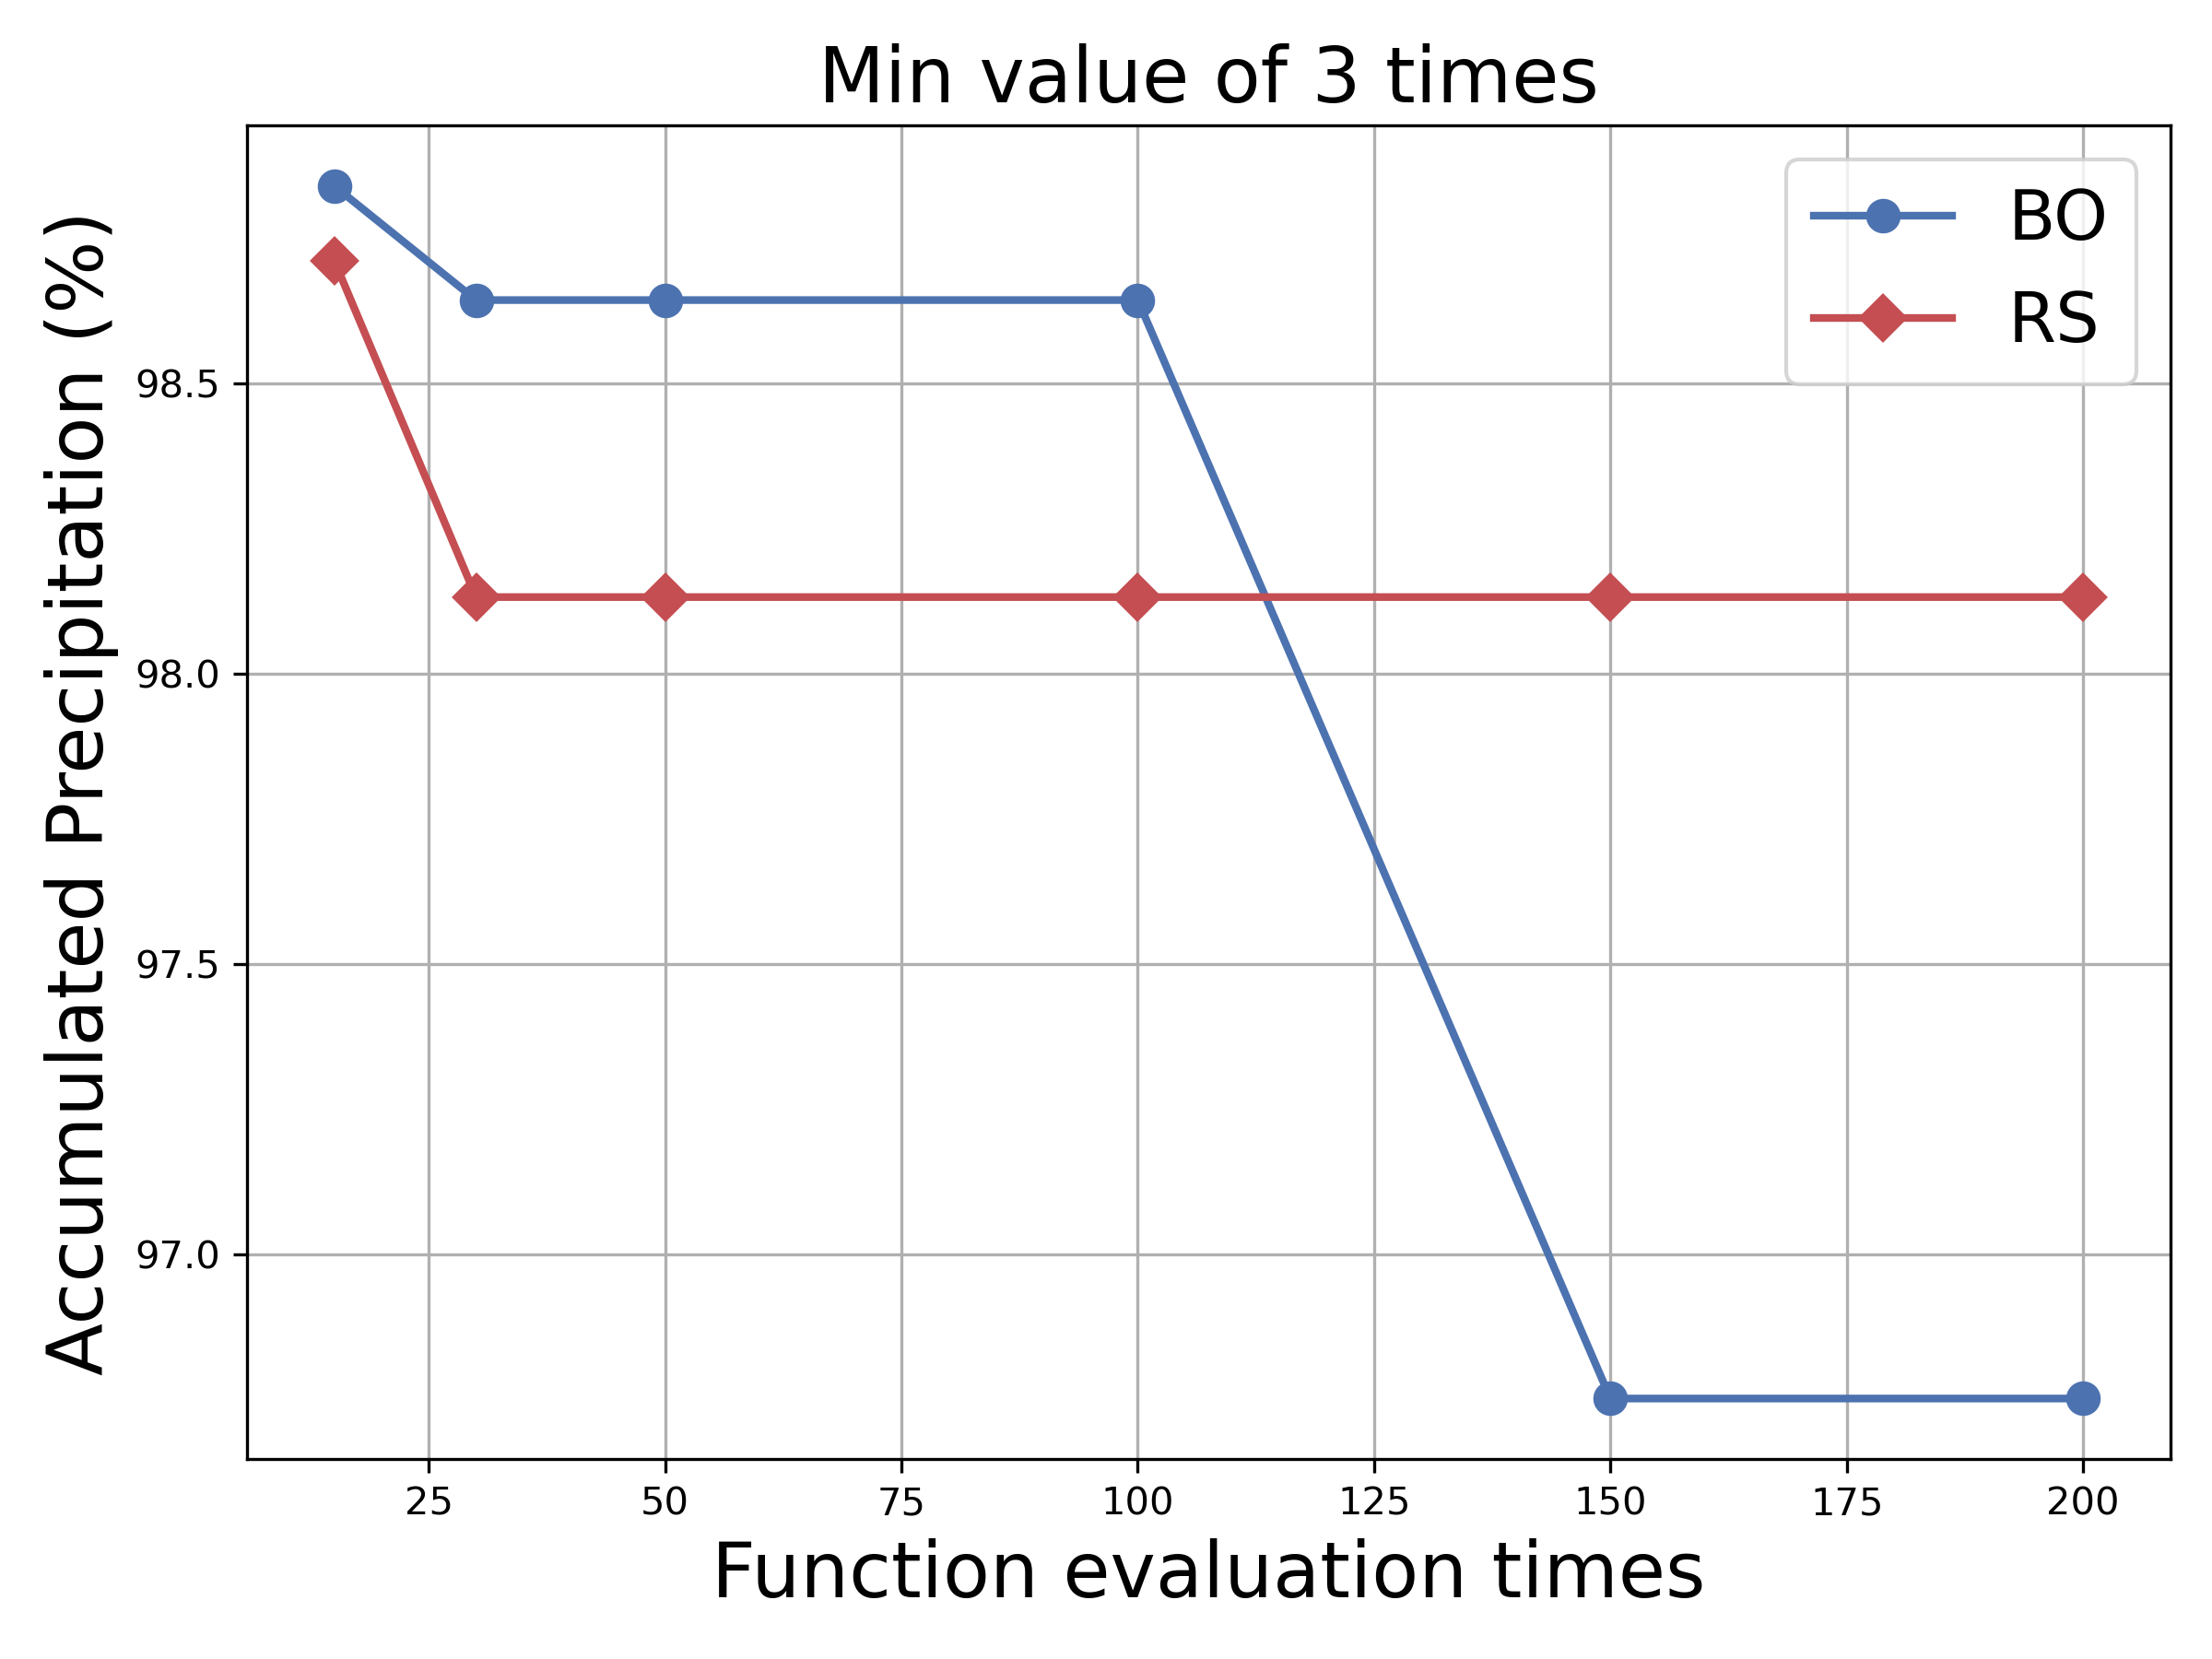 Min value of 3 times
BO
RS
Accumulated Precipitation (%)
98.5
98.0
97.5
97.0
25 50 75 100 125 150 175 200
Function evaluation times